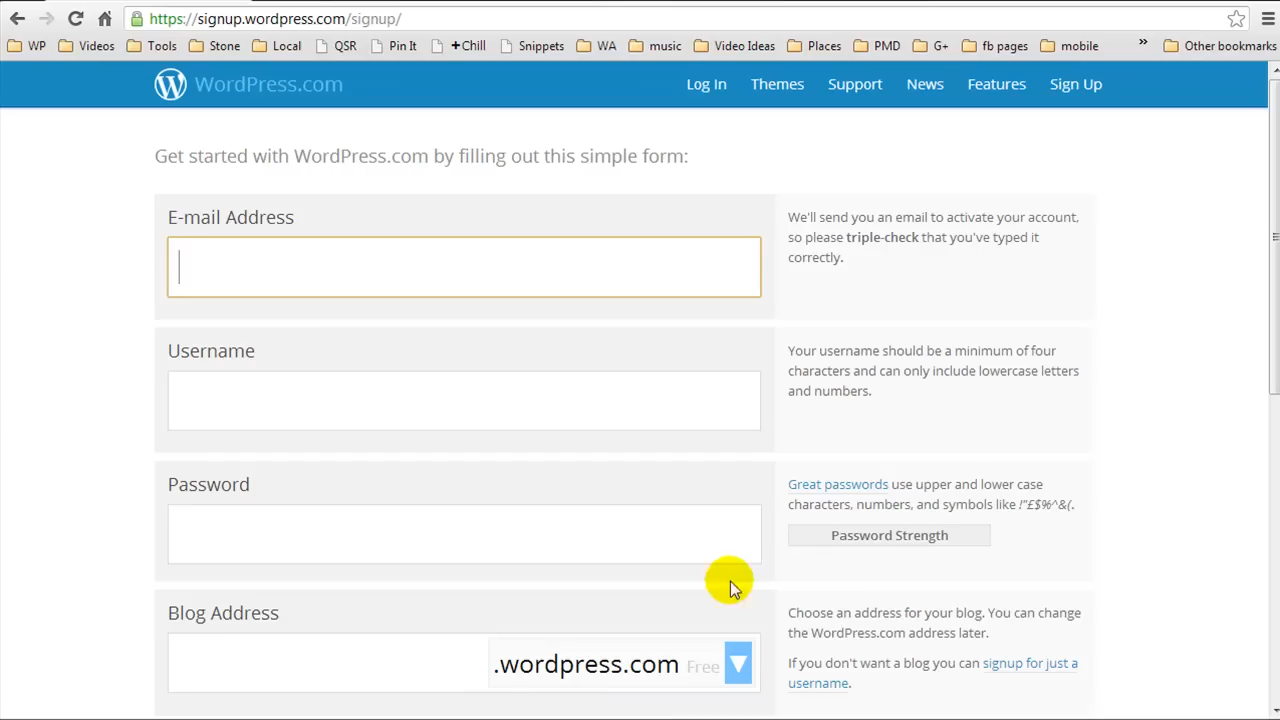 https://signup.wordpress.com/signup/
WP Videos Tools Stone Local QSR Pin It +Chill Snippets WA music Video Ideas Places PMD G+ fb pages mobile » Other bookmarks
W WordPress.com Log In Themes Support News Features Sign Up
Get started with WordPress.com by filling out this simple form:
E-mail Address
We'll send you an email to activate your account,
so please triple-check that you've typed it
correctly.
Username
Your username should be a minimum of four
characters and can only include lowercase letters
and numbers.
Password
Great passwords use upper and lower case
characters, numbers, and symbols like !"£$%^&(.
Password Strength
Blog Address
.wordpress.com Free
Choose an address for your blog. You can change
the WordPress.com address later.
If you don't want a blog you can signup for just a
username.